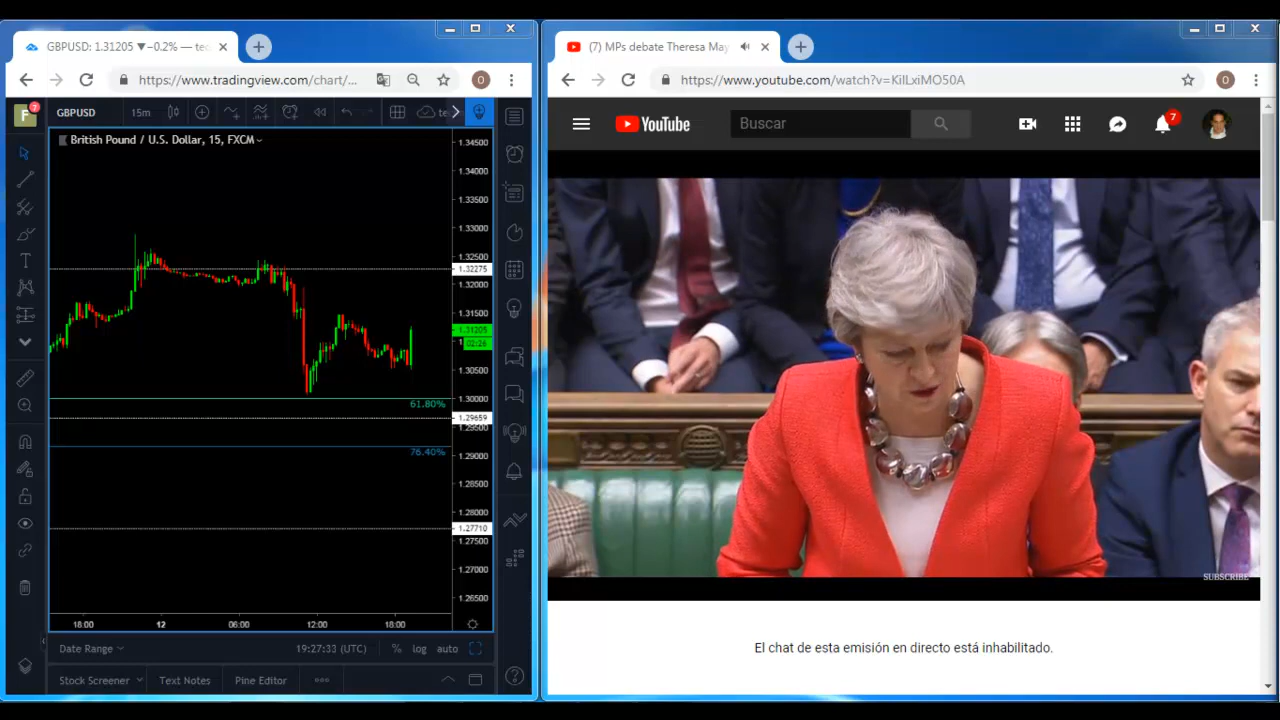 GBPUSD: 1.31205 ▼−0.2% — tec
https://www.tradingview.com/chart/...
F
7
GBPUSD
15m
te
British Pound / U.S. Dollar, 15, FXCM
1.34500
1.34000
1.33500
1.33000
1.32500
1.32275
1.32000
1.31500
1.31205
02:26
1.30500
1.30000
61.80%
1.29659
1.29500
76.40%
1.29000
1.28500
1.28000
1.27710
1.27500
1.27000
1.26500
18:00
12
06:00
12:00
18:00
Date Range
19:27:33 (UTC)
%
log
auto
Stock Screener
Text Notes
Pine Editor
(7) MPs debate Theresa May
https://www.youtube.com/watch?v=KiILxiMO50A
O
O
YouTube
Buscar
7
SUBSCRIBE
El chat de esta emisión en directo está inhabilitado.